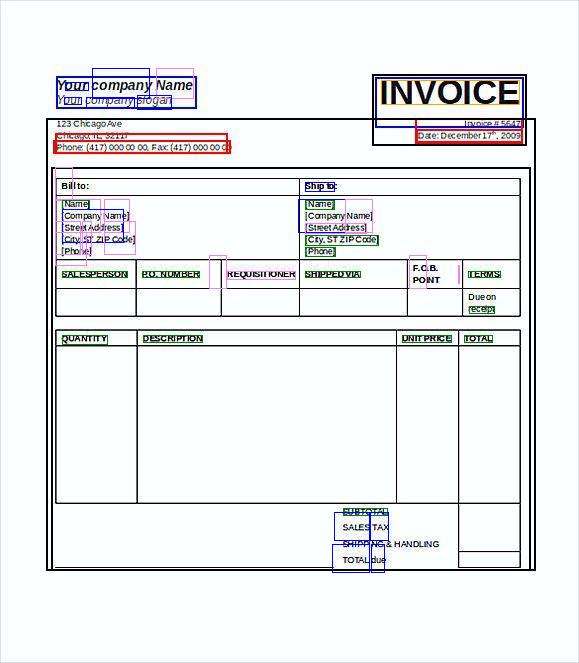 Your company Name
Your company slogan
INVOICE
123 Chicago Ave
Chicago, IL, 32117
Phone: (417) 000 00 00, Fax: (417) 000 00 00
Invoice # 5647
Date: December 17th, 2009
Bill to:
Ship to:
[Name]
[Company Name]
[Street Address]
[City, ST ZIP Code]
[Phone]
[Name]
[Company Name]
[Street Address]
[City, ST ZIP Code]
[Phone]
SALESPERSON P.O. NUMBER REQUISITIONER SHIPPED VIA F.O.B. POINT TERMS
Due on
receipt
QUANTITY DESCRIPTION UNIT PRICE TOTAL
SUBTOTAL
SALES TAX
SHIPPING & HANDLING
TOTAL due